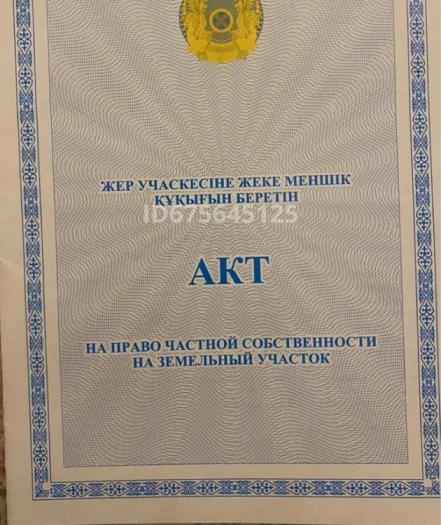 ЖЕР УЧАСКЕСІНЕ ЖЕКЕ МЕНШІК
ҚҰҚЫҒЫН БЕРЕТІН
ID675645125
АКТ
НА ПРАВО ЧАСТНОЙ СОБСТВЕННОСТИ
НА ЗЕМЕЛЬНЫЙ УЧАСТОК